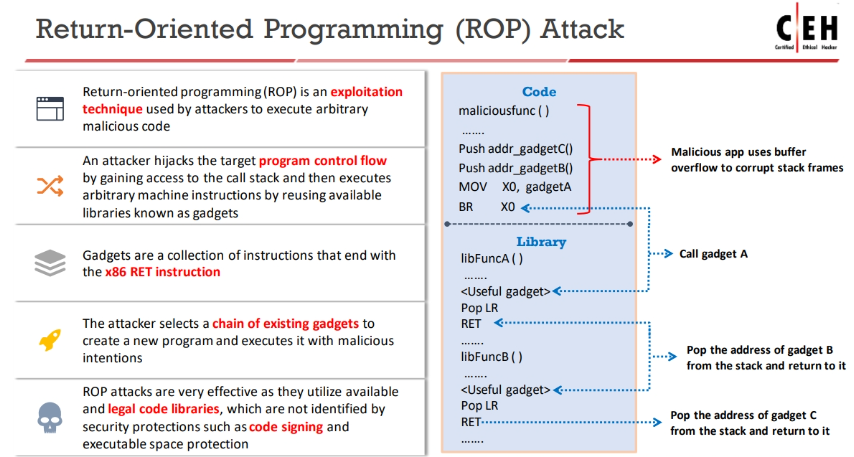 Return-Oriented Programming (ROP) Attack
C|EH
Certified Ethical Hacker
Return-oriented programming (ROP) is an exploitation
technique used by attackers to execute arbitrary
malicious code
An attacker hijacks the target program control flow
by gaining access to the call stack and then executes
arbitrary machine instructions by reusing available
libraries known as gadgets
Gadgets are a collection of instructions that end with
the x86 RET instruction
The attacker selects a chain of existing gadgets to
create a new program and executes it with malicious
intentions
ROP attacks are very effective as they utilize available
and legal code libraries, which are not identified by
security protections such as code signing and
executable space protection
Code
maliciousfunc ( )
.......
Push addr_gadgetC()
Push addr_gadgetB()
MOV X0, gadgetA
BR X0
Library
libFuncA ( )
.......
<Useful gadget>
Pop LR
RET
.......
libFuncB ( )
.......
<Useful gadget>
Pop LR
RET
.......
Malicious app uses buffer
overflow to corrupt stack frames
Call gadget A
Pop the address of gadget B
from the stack and return to it
Pop the address of gadget C
from the stack and return to it